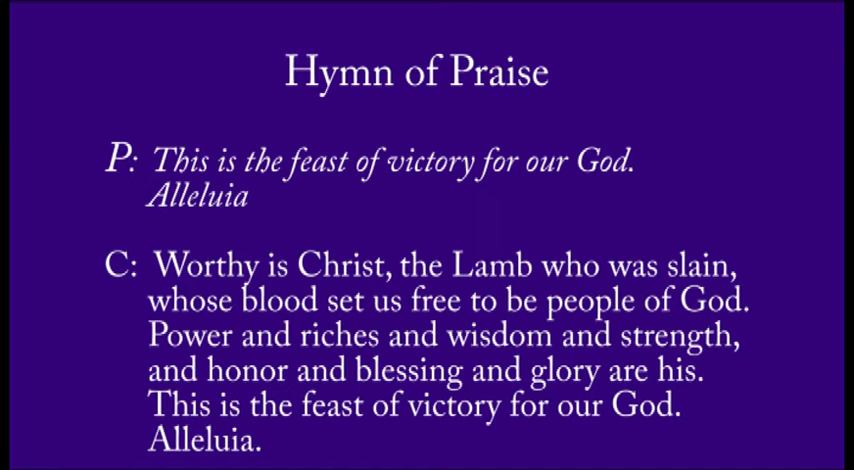 Hymn of Praise
P: This is the feast of victory for our God.
Alleluia
C: Worthy is Christ, the Lamb who was slain,
whose blood set us free to be people of God.
Power and riches and wisdom and strength,
and honor and blessing and glory are his.
This is the feast of victory for our God.
Alleluia.